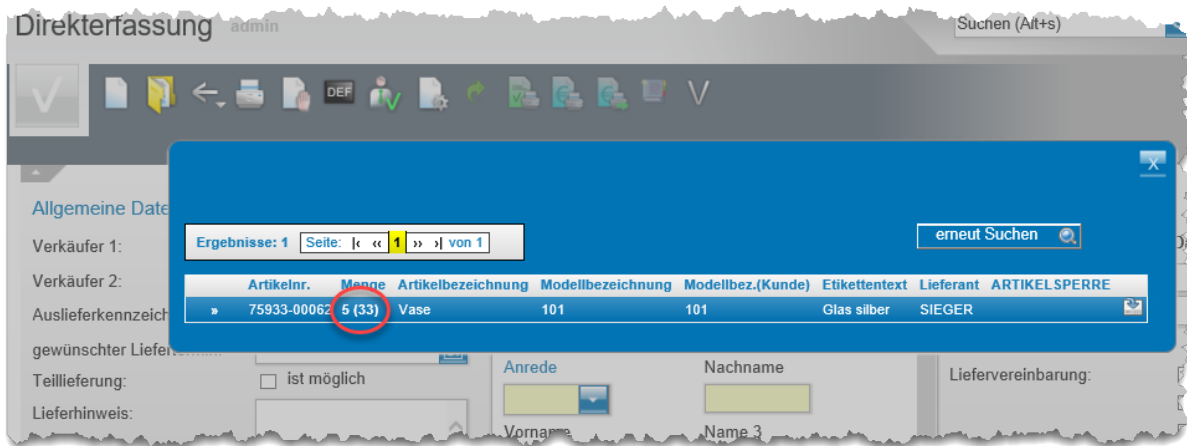 Direkterfassung admin
Suchen (Alt+s)
DEF
X
Allgemeine Date
Ergebnisse: 1 Seite: |‹ ‹‹ 1 ›› ›| von 1
erneut Suchen
Verkäufer 1:
Verkäufer 2:
Artikelnr. Menge Artikelbezeichnung Modellbezeichnung Modellbez.(Kunde) Etikettentext Lieferant ARTIKELSPERRE
» 75933-00062 5 (33) Vase 101 101 Glas silber SIEGER
Auslieferkennzeich
gewünschter
Teillieferung: ist möglich
Anrede Nachname
Liefervereinbarung:
Lieferhinweis:
Vorname Name 3